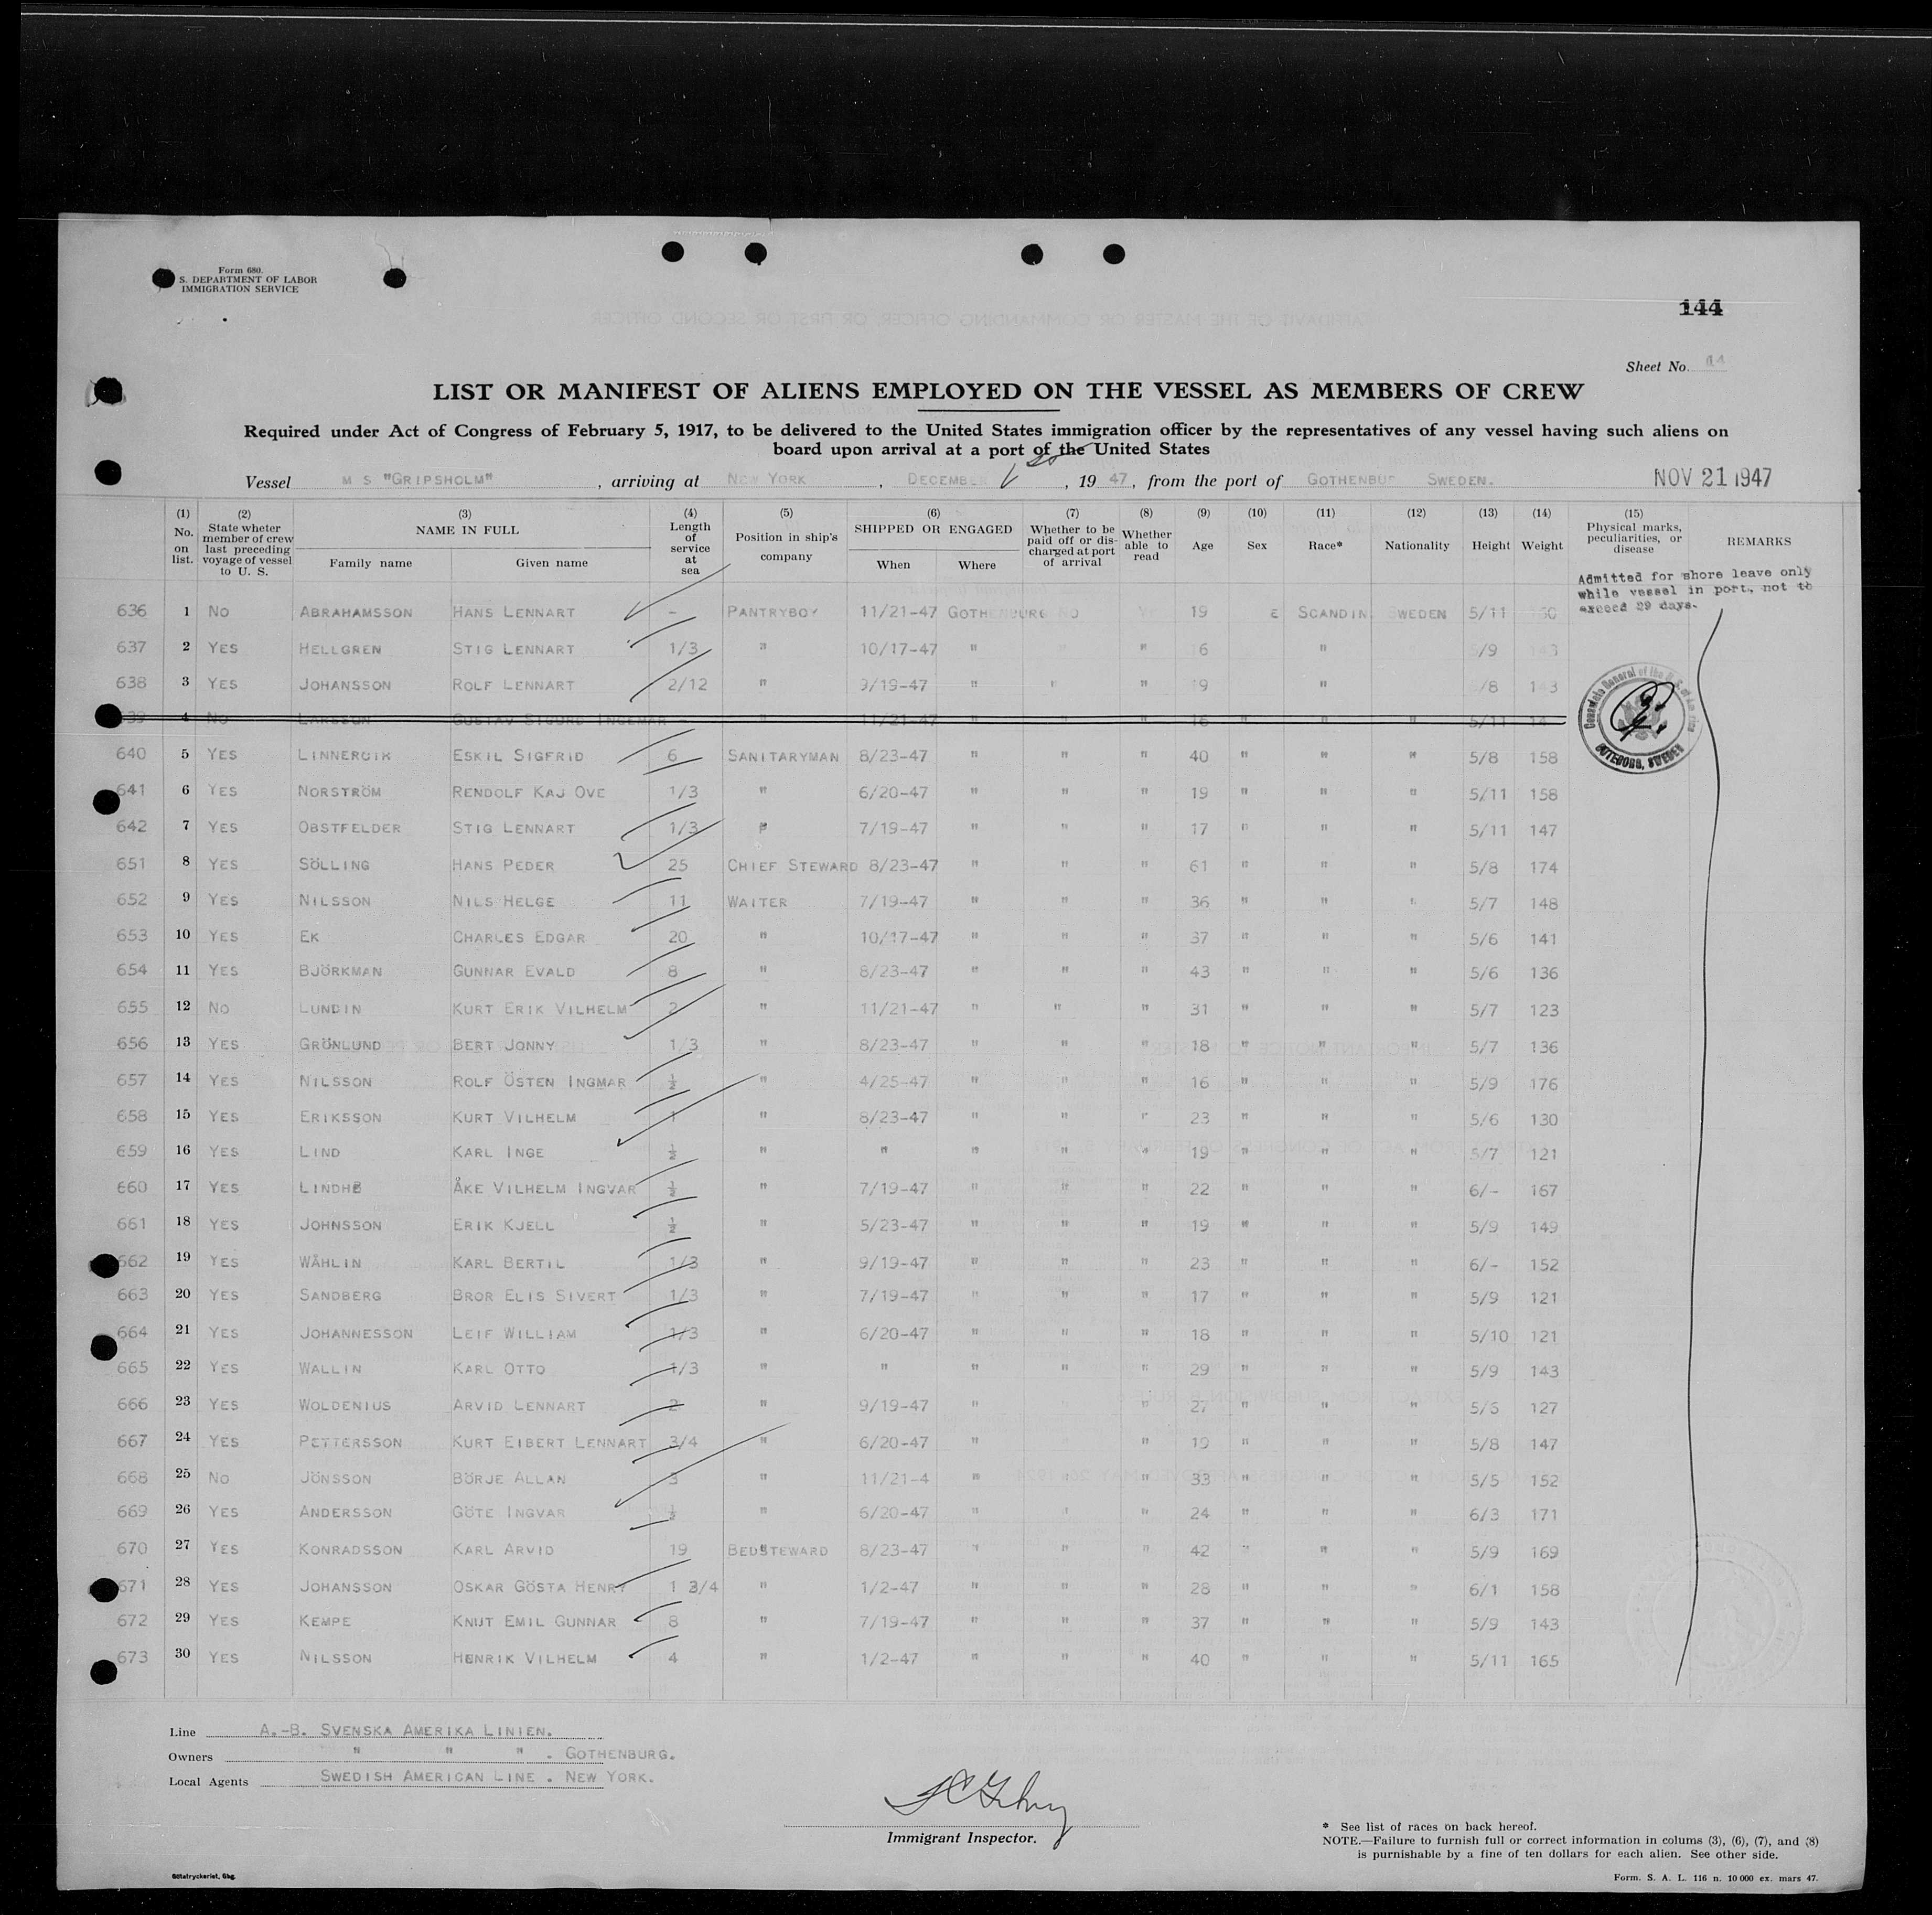 Form 680.
S. DEPARTMENT OF LABOR
IMMIGRATION SERVICE
144
Sheet No. 14
LIST OR MANIFEST OF ALIENS EMPLOYED ON THE VESSEL AS MEMBERS OF CREW
Required under Act of Congress of February 5, 1917, to be delivered to the United States immigration officer by the representatives of any vessel having such aliens on
board upon arrival at a port of the United States
Vessel M S "GRIPSHOLM", arriving at NEW YORK, DECEMBER, 1947, from the port of GOTHENBUR SWEDEN. NOV 21 1947
(1) (2) (3) (4) (5) (6) (7) (8) (9) (10) (11) (12) (13) (14) (15)
No. on list. State wheter member of crew last preceding voyage of vessel to U. S. NAME IN FULL Family name Given name Length of service at sea Position in ship's company SHIPPED OR ENGAGED When Where Whether to be paid off or discharged at port of arrival Whether able to read Age Sex Race* Nationality Height Weight Physical marks, peculiarities, or disease REMARKS
Admitted for shore leave only
while vessel in port, not to
exceed 29 days.
636 1 NO ABRAHAMSSON HANS LENNART - PANTRYBOY 11/21-47 GOTHENBURG NO 19 E SCANDIN SWEDEN 5/11 60
637 2 YES HELLGREN STIG LENNART 1/3 " 10/17-47 " " 6 " 5/9 143
638 3 YES JOHANSSON ROLF LENNART 2/12 " 9/19-47 " " " 19 " /8 143
39 4 NO LARSSON GUSTAV SIGURD INGEMAR - " 11/21-47 " 16 " " " 5/11 14
Consulate General of the U. S. of America
GÖTEBORG, SWEDEN
640 5 YES ESKIL SIGFRID 6 SANITARYMAN 8/23-47 " " " 40 " " " 5/8 158
641 6 YES NORSTRÖM RENDOLF KAJ OVE 1/3 " 6/20-47 " " " 19 " " " 5/11 158
642 7 YES OBSTFELDER STIG LENNART 1/3 " 7/19-47 " " " 17 " " " 5/11 147
651 8 YES SÖLLING HANS PEDER 25 CHIEF STEWARD 8/23-47 " " " 61 " " " 5/8 174
652 9 YES NILSSON NILS HELGE 11 WAITER 7/19-47 " " " 36 " " " 5/7 148
653 10 YES EK CHARLES EDGAR 20 " 10/17-47 " " " 37 " " " 5/6 141
654 11 YES BJÖRKMAN GUNNAR EVALD 8 " 8/23-47 " " " 43 " " " 5/6 136
655 12 NO LUNDIN KURT ERIK VILHELM 2 " 11/21-47 " " " 31 " " " 5/7 123
656 13 YES GRÖNLUND BERT JONNY 1/3 " 8/23-47 " " " 18 " " " 5/7 136
657 14 YES NILSSON ROLF ÖSTEN INGMAR ½ " 4/25-47 " " " 16 " " " 5/9 176
658 15 YES ERIKSSON KURT VILHELM 1 " 8/23-47 " " " 23 " " " 5/6 130
659 16 YES LIND KARL INGE ½ " " " " " 19 " " " 5/7 121
660 17 YES LINDHE ÅKE VILHELM INGVAR ½ " 7/19-47 " " " 22 " " " 6/- 167
661 18 YES JOHNSSON ERIK KJELL ½ " 5/23-47 " " " 19 " " " 5/9 149
662 19 YES WÅHLIN KARL BERTIL 1/3 " 9/19-47 " " " 23 " " " 6/- 152
663 20 YES SANDBERG BROR ELIS SIVERT 1/3 " 7/19-47 " " " 17 " " " 5/9 121
664 21 YES JOHANNESSON LEIF WILLIAM 1/3 " 6/20-47 " " " 18 " " " 5/10 121
665 22 YES WALLIN KARL OTTO 1/3 " " " " " 29 " " " 5/9 143
666 23 YES WOLDENIUS ARVID LENNART 2 " 9/19-47 " " 27 " " " 127
667 24 YES PETTERSSON KURT EIBERT LENNART 3/4 " 6/20-47 " " 19 " " " 5/8 147
668 25 NO JÖNSSON BÖRJE ALLAN 3 " 11/21-4 " " " 33 " " " 5/5 152
669 26 YES ANDERSSON GÖTE INGVAR ½ " 6/20-47 " " " 24 " " " 6/3 171
670 27 YES KONRADSSON KARL ARVID 19 BEDSTEWARD 8/23-47 " " " 42 " " " 5/9 169
671 28 YES JOHANSSON OSKAR GÖSTA HENRY 1 3/4 " 1/2-47 " " " 28 " " " 6/1 158
672 29 YES KEMPE KNUT EMIL GUNNAR 8 " 7/19-47 " " " 37 " " " 5/9 143
673 30 YES NILSSON HENRIK VILHELM 4 " 1/2-47 " " " 40 " " " 5/11 165
Line A.-B. SVENSKA AMERIKA LINIEN.
Owners " " " . GOTHENBURG.
Local Agents SWEDISH AMERICAN LINE . NEW YORK.
Immigrant Inspector.
* See list of races on back hereof.
NOTE.—Failure to furnish full or correct information in colums (3), (6), (7), and (8)
is purnishable by a fine of ten dollars for each alien. See other side.
Götatryckeriet, Gbg.
Form. S. A. L. 116 n. 10 000 ex. mars 47.